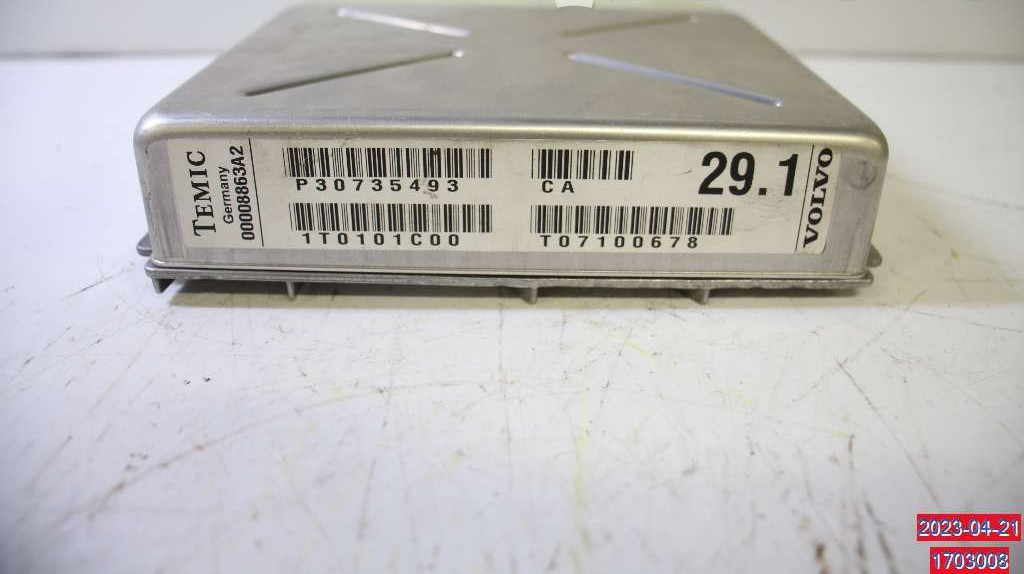 TEMIC
Germany
00008863A2
P30735493
CA
29.1
1T0101C00
T07100678
VOLVO
2023-04-21
1703008